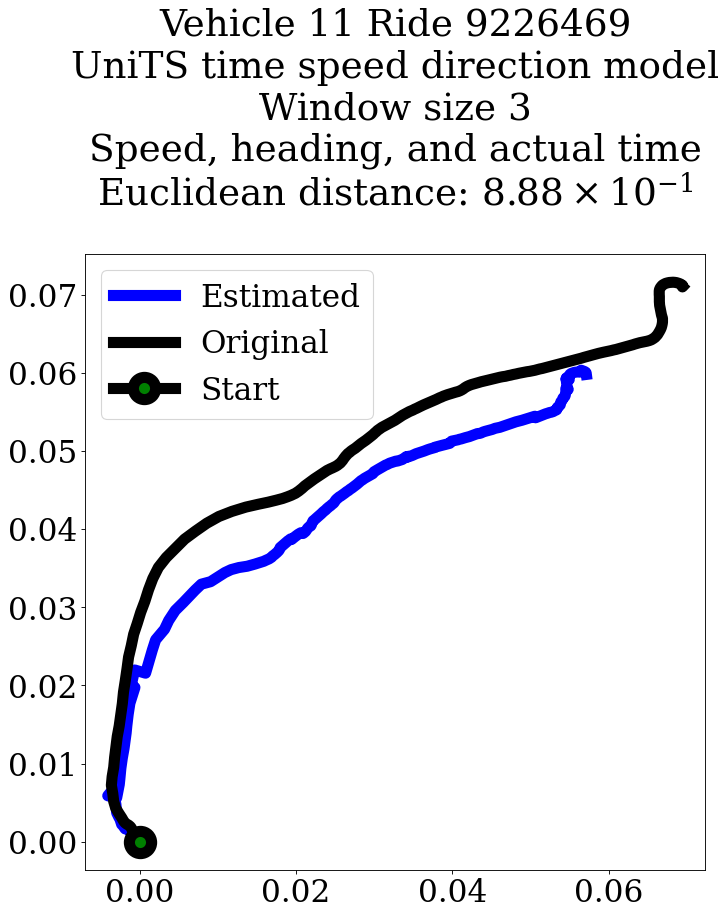 Vehicle 11 Ride 9226469
UniTS time speed direction model
Window size 3
Speed, heading, and actual time
Euclidean distance: 8.88 × 10⁻¹
Estimated
Original
Start
0.07
0.06
0.05
0.04
0.03
0.02
0.01
0.00
0.00 0.02 0.04 0.06